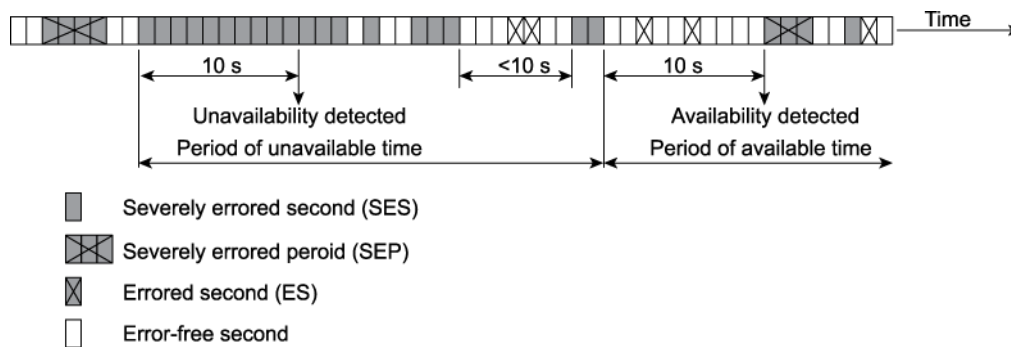 Time
10 s
<10 s
10 s
Unavailability detected
Availability detected
Period of unavailable time
Period of available time
Severely errored second (SES)
Severely errored peroid (SEP)
Errored second (ES)
Error-free second